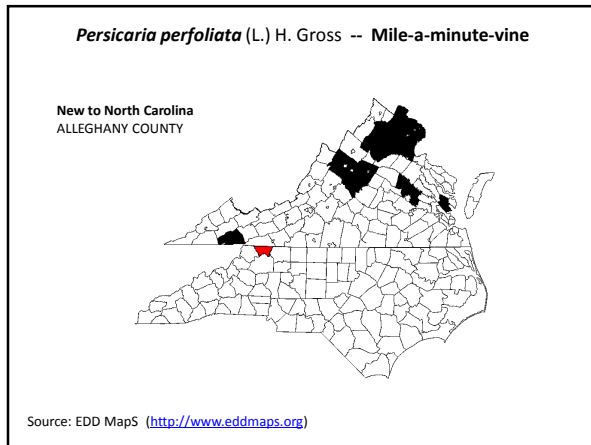 Persicaria perfoliata (L.) H. Gross -- Mile-a-minute-vine
New to North Carolina
ALLEGHANY COUNTY
Source: EDD MapS (http://www.eddmaps.org)